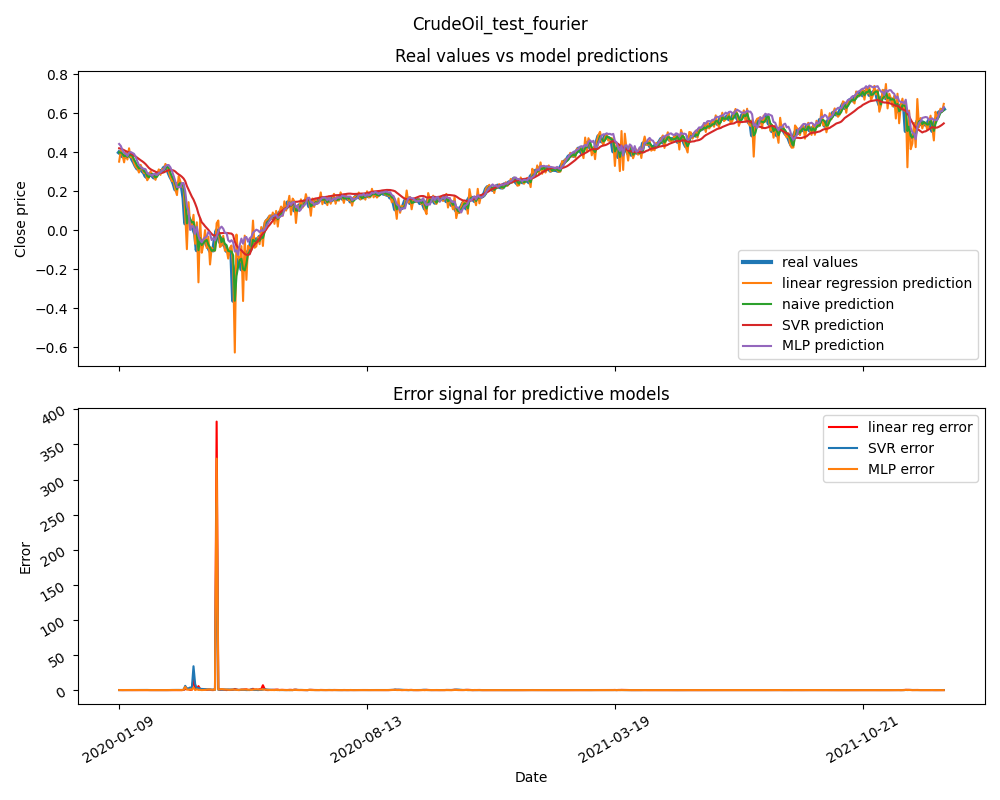 CrudeOil_test_fourier
Real values vs model predictions
Close price
0.8
0.6
0.4
0.2
0.0
−0.2
−0.4
−0.6
real values
linear regression prediction
naive prediction
SVR prediction
MLP prediction
Error signal for predictive models
Error
400
350
300
250
200
150
100
50
0
linear reg error
SVR error
MLP error
2020-01-09
2020-08-13
2021-03-19
2021-10-21
Date